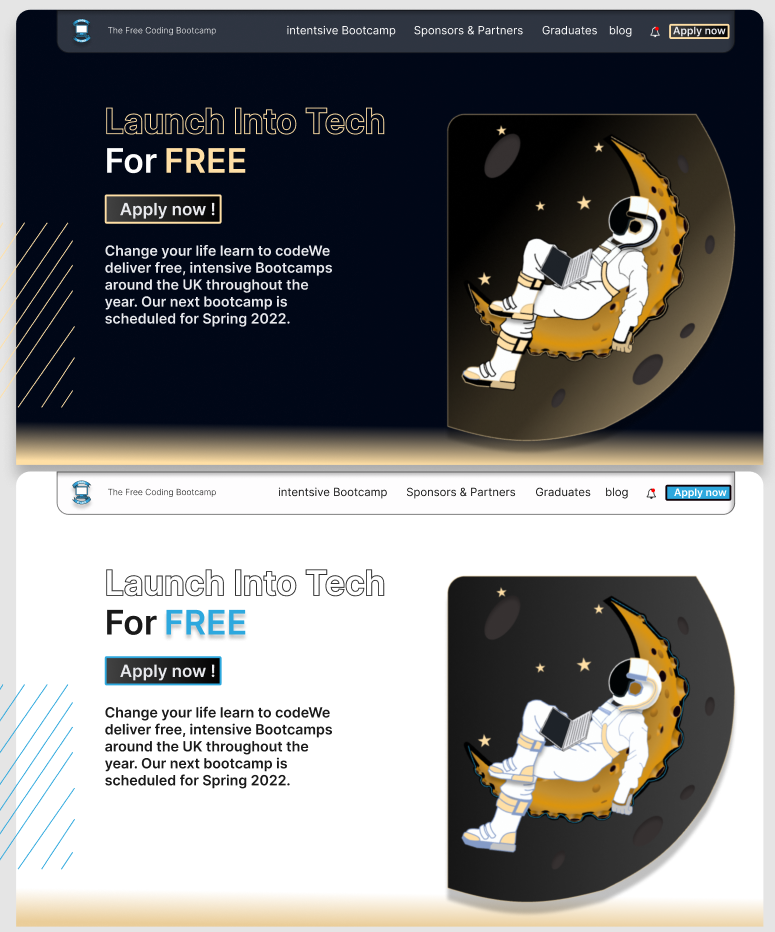 The Free Coding Bootcamp intentsive Bootcamp Sponsors & Partners Graduates blog Apply now
Launch Into Tech
For FREE
Apply now !
Change your life learn to codeWe
deliver free, intensive Bootcamps
around the UK throughout the
year. Our next bootcamp is
scheduled for Spring 2022.
The Free Coding Bootcamp intentsive Bootcamp Sponsors & Partners Graduates blog Apply now
Launch Into Tech
For FREE
Apply now !
Change your life learn to codeWe
deliver free, intensive Bootcamps
around the UK throughout the
year. Our next bootcamp is
scheduled for Spring 2022.